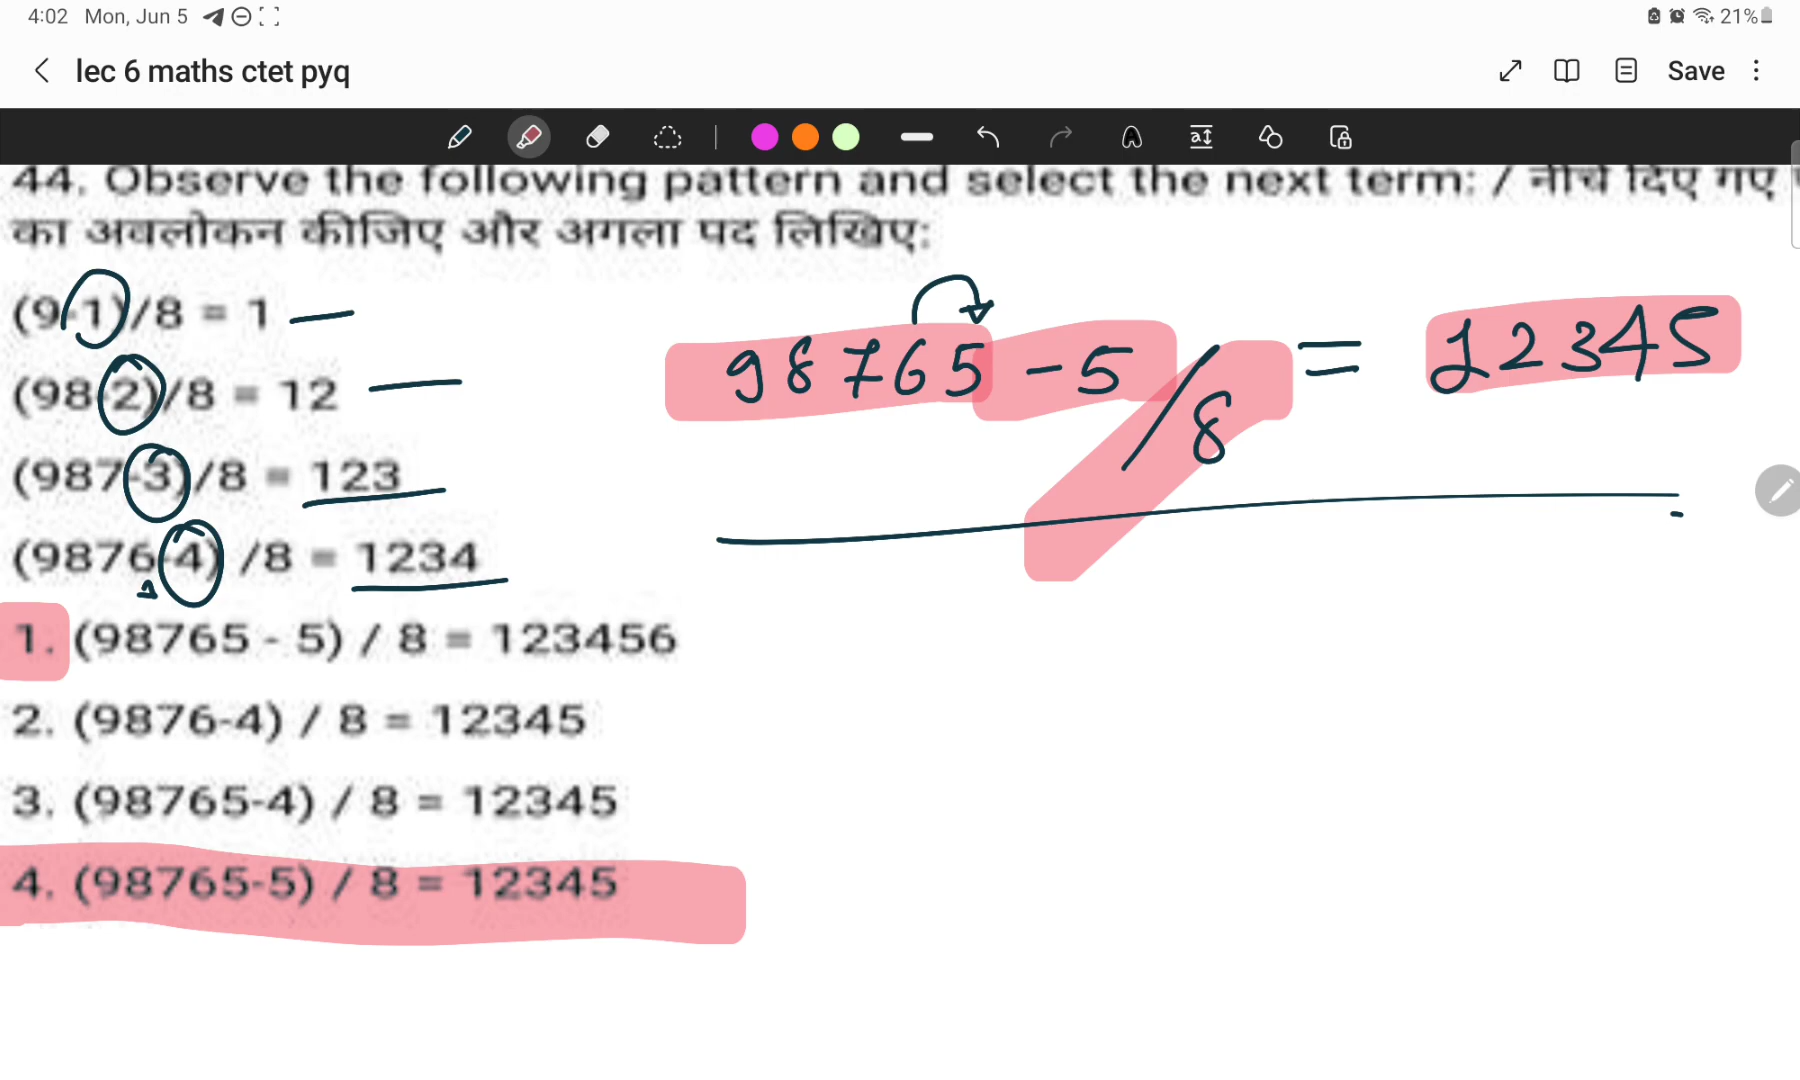 4:02 Mon, Jun 5 21%
lec 6 maths ctet pyq Save
44. Observe the following pattern and select the next term: / नीचे दिए गए
का अवलोकन कीजिए और अगला पद लिखिए:
(9-1)/8 = 1
(98-2)/8 = 12
(987-3)/8 = 123
(9876-4) /8 = 1234
98765 - 5 / 8 = 12345
1. (98765 - 5) / 8 = 123456
2. (9876-4) / 8 = 12345
3. (98765-4) / 8 = 12345
4. (98765-5) / 8 = 12345